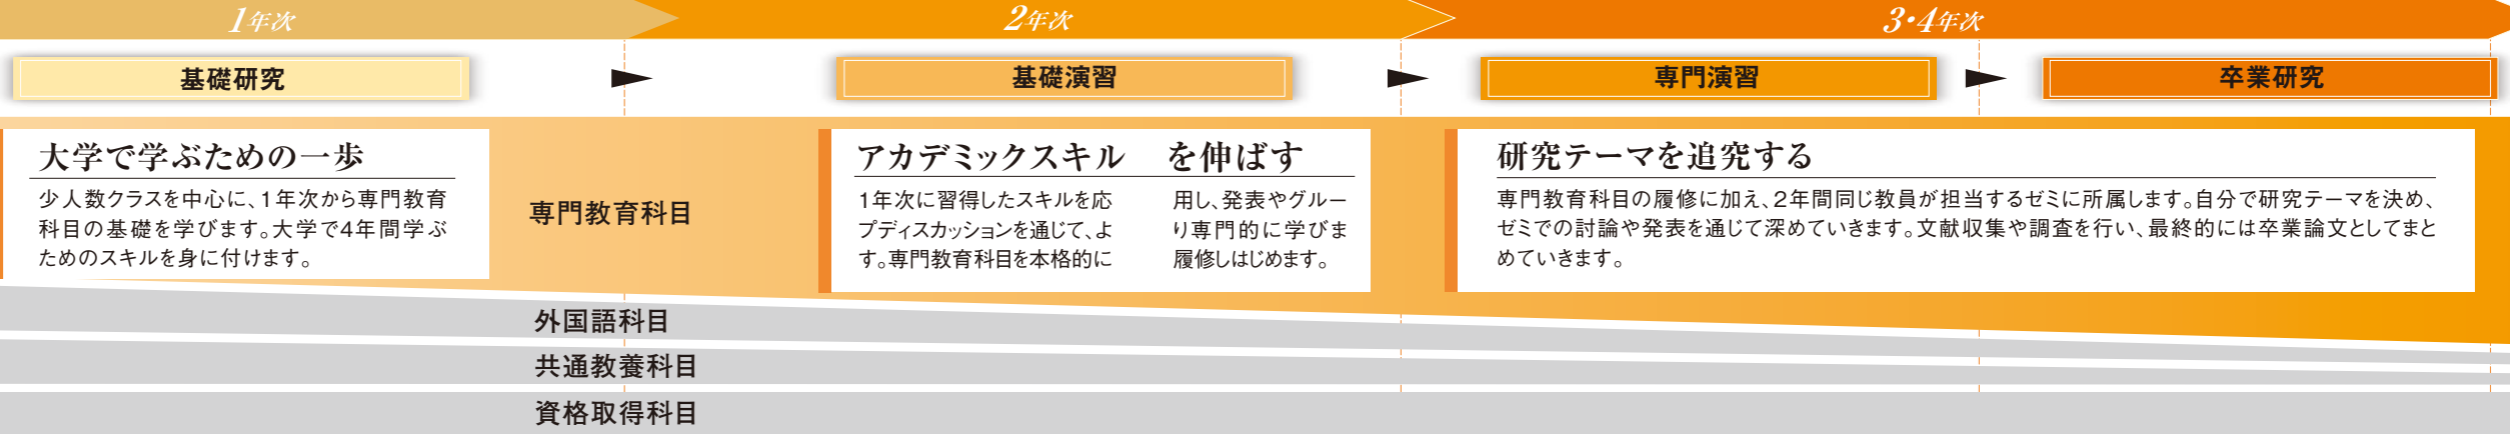 1年次
2年次
3・4年次
基礎研究
基礎演習
専門演習
卒業研究
大学で学ぶための一歩
少人数クラスを中心に、1年次から専門教育
科目の基礎を学びます。大学で4年間学ぶ
ためのスキルを身に付けます。
専門教育科目
アカデミックスキル を伸ばす
1年次に習得したスキルを応 用し、発表やグルー
プディスカッションを通じて、よ り専門的に学びま
す。専門教育科目を本格的に 履修しはじめます。
研究テーマを追究する
専門教育科目の履修に加え、2年間同じ教員が担当するゼミに所属します。自分で研究テーマを決め、
ゼミでの討論や発表を通じて深めていきます。文献収集や調査を行い、最終的には卒業論文としてまと
めていきます。
外国語科目
共通教養科目
資格取得科目